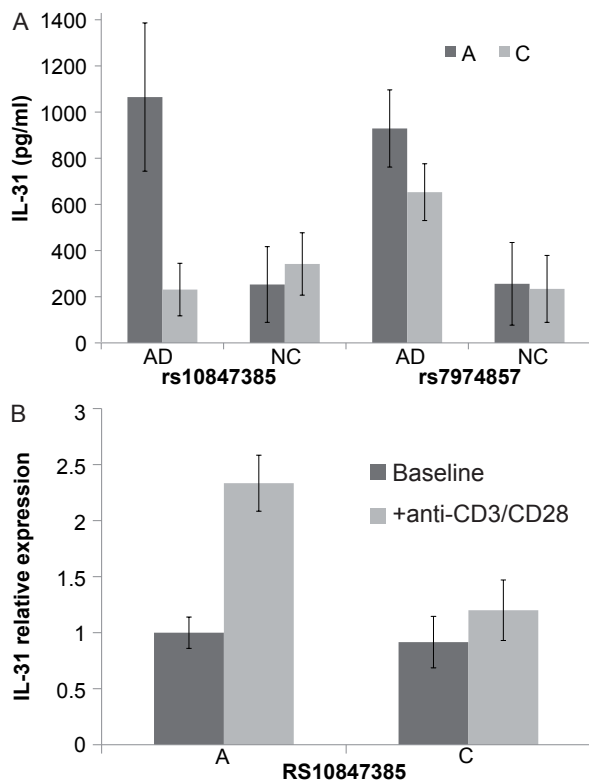 A
1400
1200
1000
800
600
400
200
0
IL-31 (pg/ml)
A C
AD NC AD NC
rs10847385 rs7974857
B
3
2.5
2
1.5
1
0.5
0
IL-31 relative expression
Baseline
+anti-CD3/CD28
A C
RS10847385